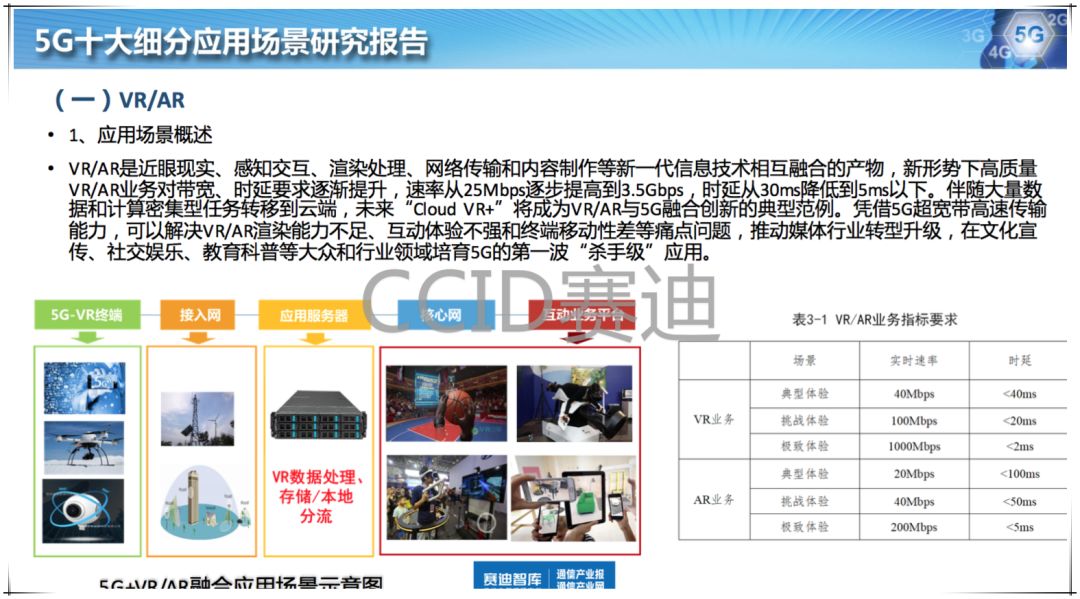 5G十大细分应用场景研究报告
2G
3G
5G
4G
（一）VR/AR
• 1、应用场景概述
• VR/AR是近眼现实、感知交互、渲染处理、网络传输和内容制作等新一代信息技术相互融合的产物，新形势下高质量
VR/AR业务对带宽、时延要求逐渐提升，速率从25Mbps逐步提高到3.5Gbps，时延从30ms降低到5ms以下。伴随大量数
据和计算密集型任务转移到云端，未来“Cloud VR+”将成为VR/AR与5G融合创新的典型范例。凭借5G超宽带高速传输
能力，可以解决VR/AR渲染能力不足、互动体验不强和终端移动性差等痛点问题，推动媒体行业转型升级，在文化宣
传、社交娱乐、教育科普等大众和行业领域培育5G的第一波“杀手级”应用。
CCID赛迪
5G-VR终端 接入网 应用服务器 核心网 互动业务平台
5G
VR数据处理、
存储/本地
分流
5G+VR/AR融合应用场景示意图
表3-1 VR/AR业务指标要求
场景 实时速率 时延
VR业务
典型体验 40Mbps <40ms
挑战体验 100Mbps <20ms
极致体验 1000Mbps <2ms
AR业务
典型体验 20Mbps <100ms
挑战体验 40Mbps <50ms
极致体验 200Mbps <5ms
赛迪智库 通信产业报
通信产业网